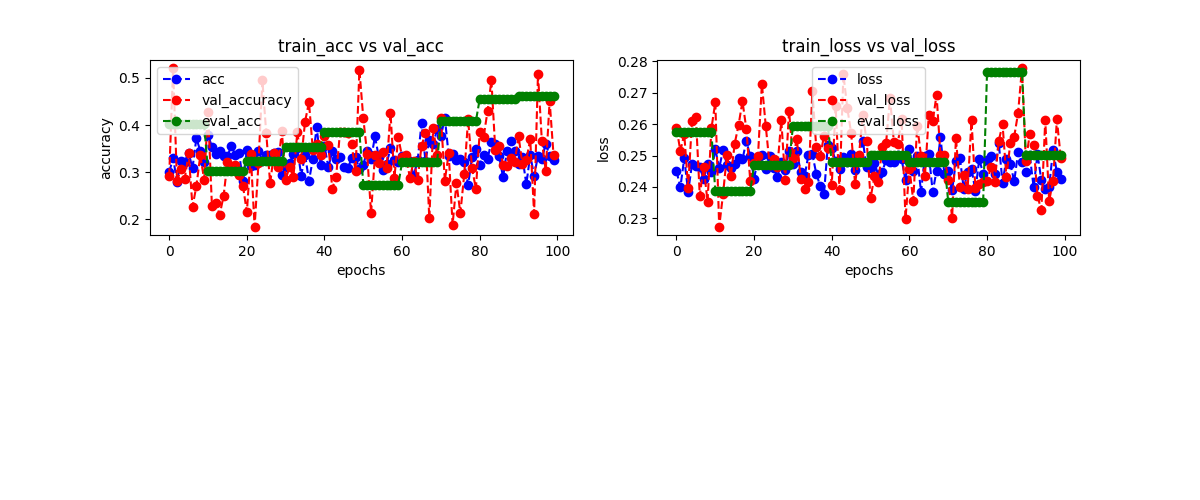 train_acc vs val_acc
accuracy
0.5
0.4
0.3
0.2
acc
val_accuracy
eval_acc
0
20
40
60
80
100
epochs
train_loss vs val_loss
loss
0.28
0.27
0.26
0.25
0.24
0.23
loss
val_loss
eval_loss
0
20
40
60
80
100
epochs